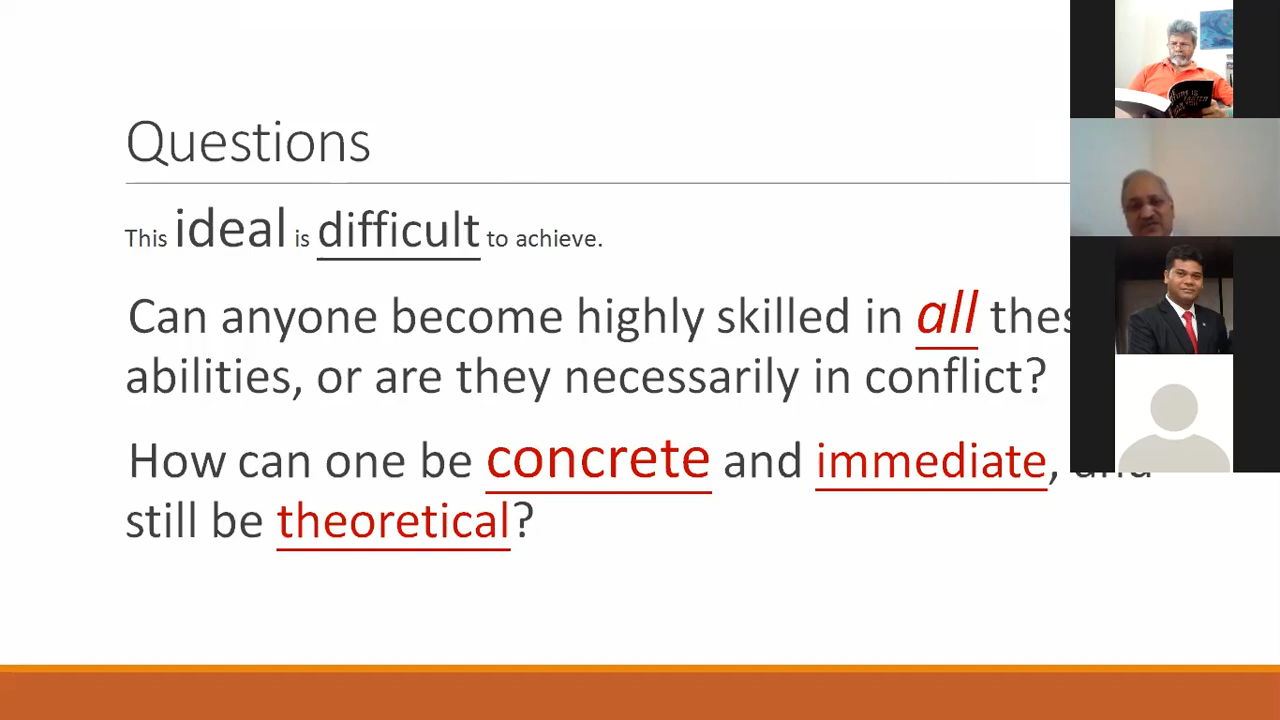 Questions
This ideal is difficult to achieve.
Can anyone become highly skilled in all
abilities, or are they necessarily in conflict?
How can one be concrete and immediate, and
still be theoretical?